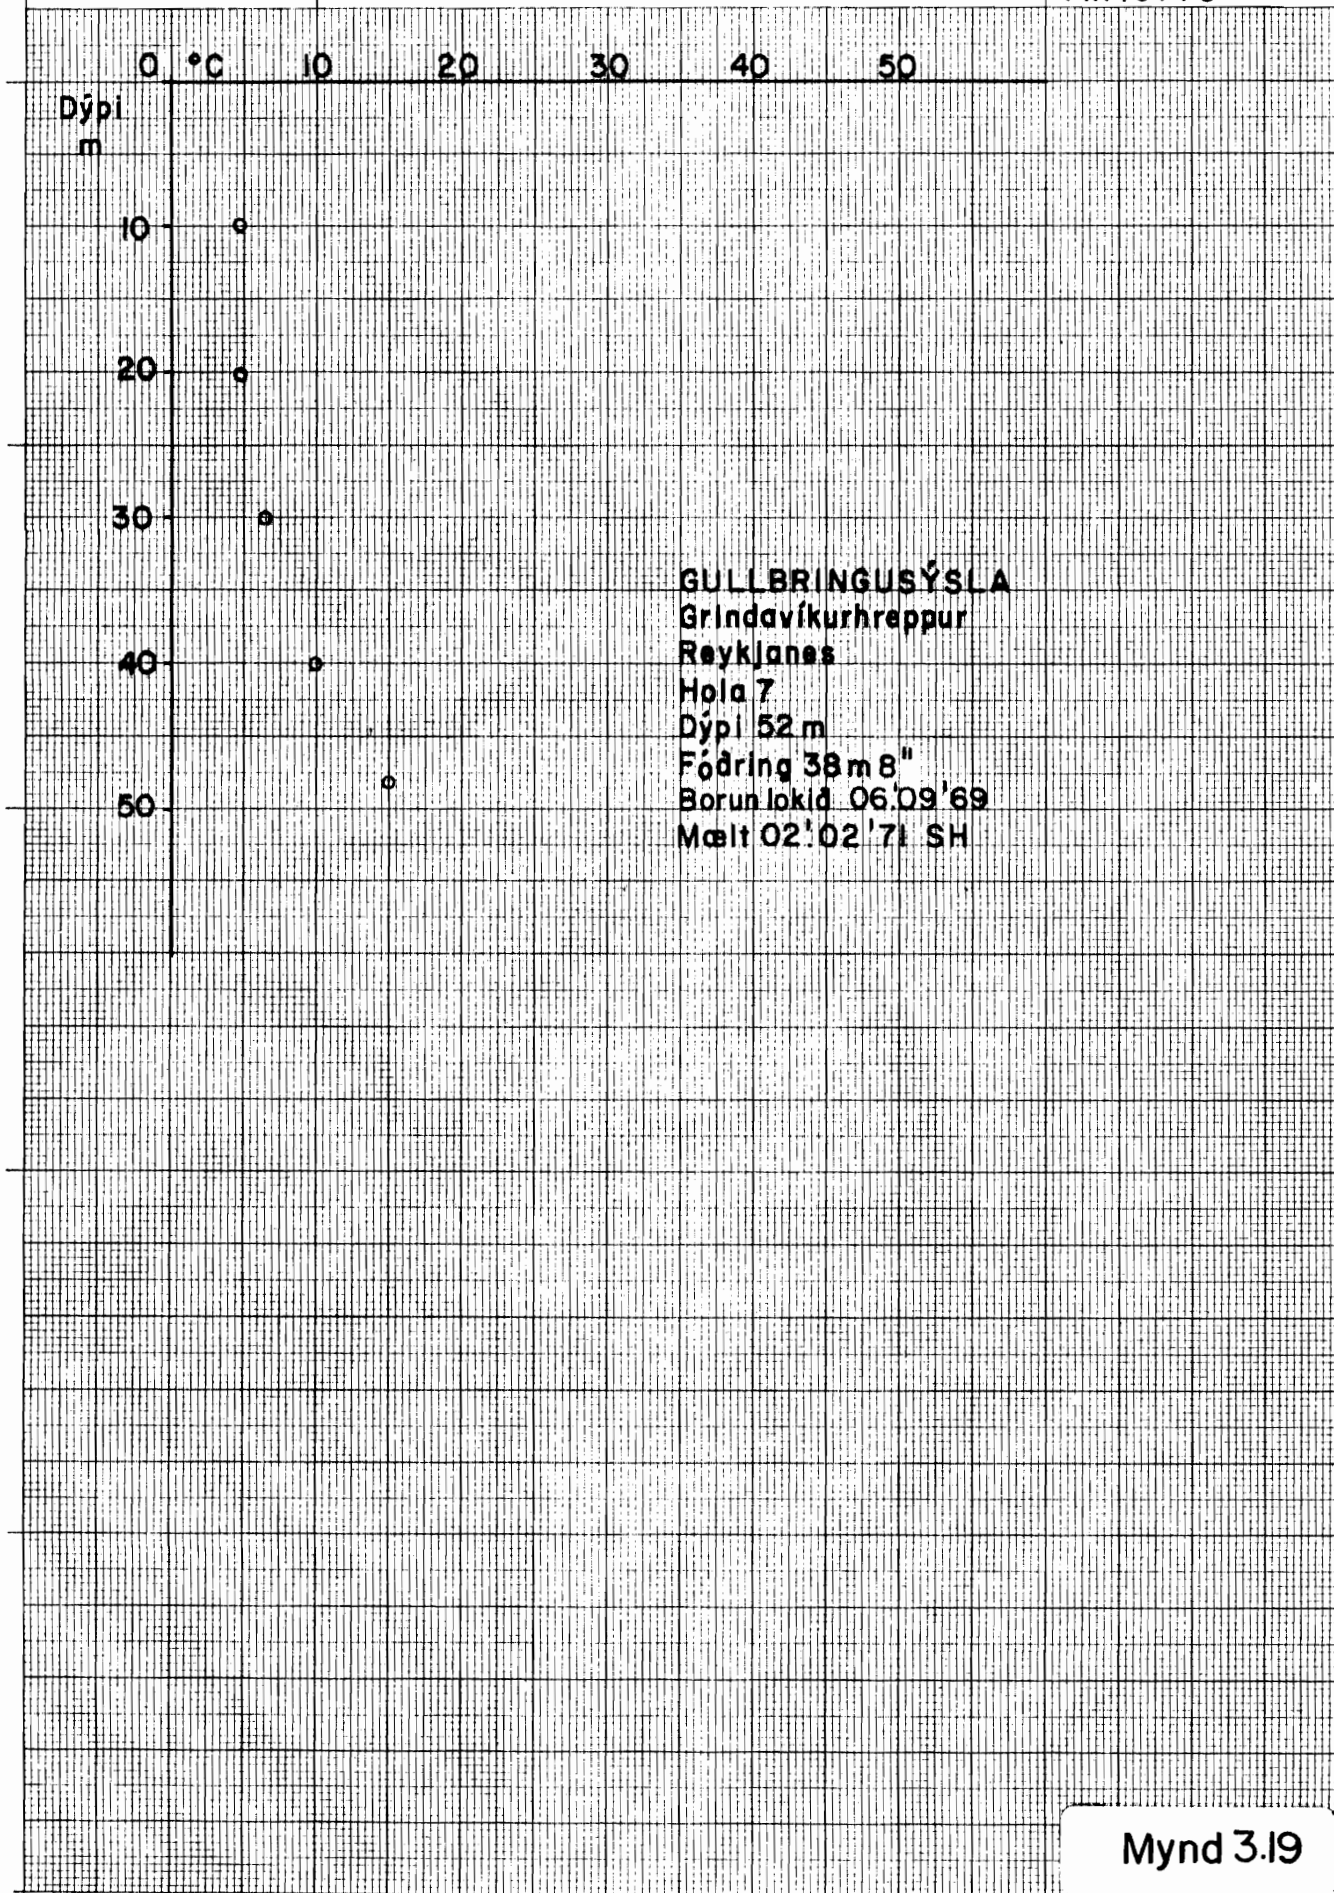 0 °C 10 20 30 40 50
Dýpi
m
10
20
30
40
50
GULLBRINGUSÝSLA
Grindavíkurhreppur
Reykjanes
Hola 7
Dýpi 52 m
Fóðring 38 m 8"
Borun lokið 06.'09.'69
Mælt 02.'02.'71 SH
Mynd 3.19